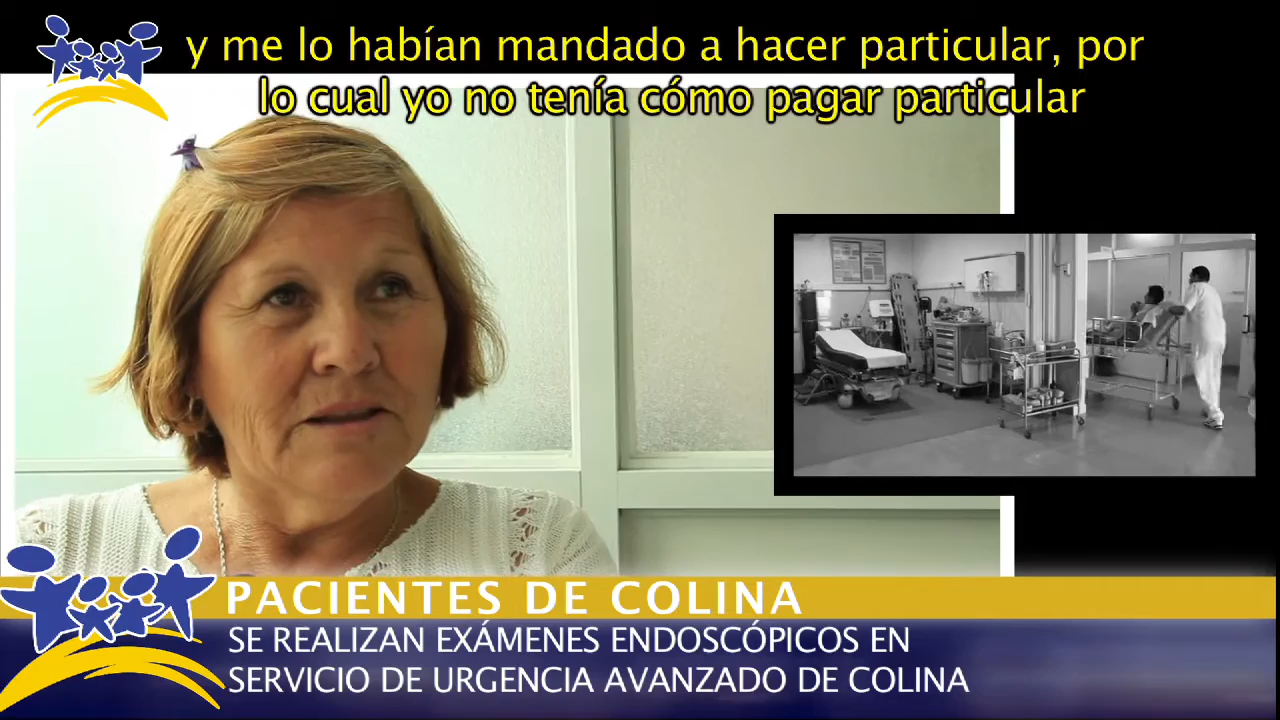 y me lo habían mandado a hacer particular, por
lo cual yo no tenía cómo pagar particular
PACIENTES DE COLINA
SE REALIZAN EXÁMENES ENDOSCÓPICOS EN
SERVICIO DE URGENCIA AVANZADO DE COLINA